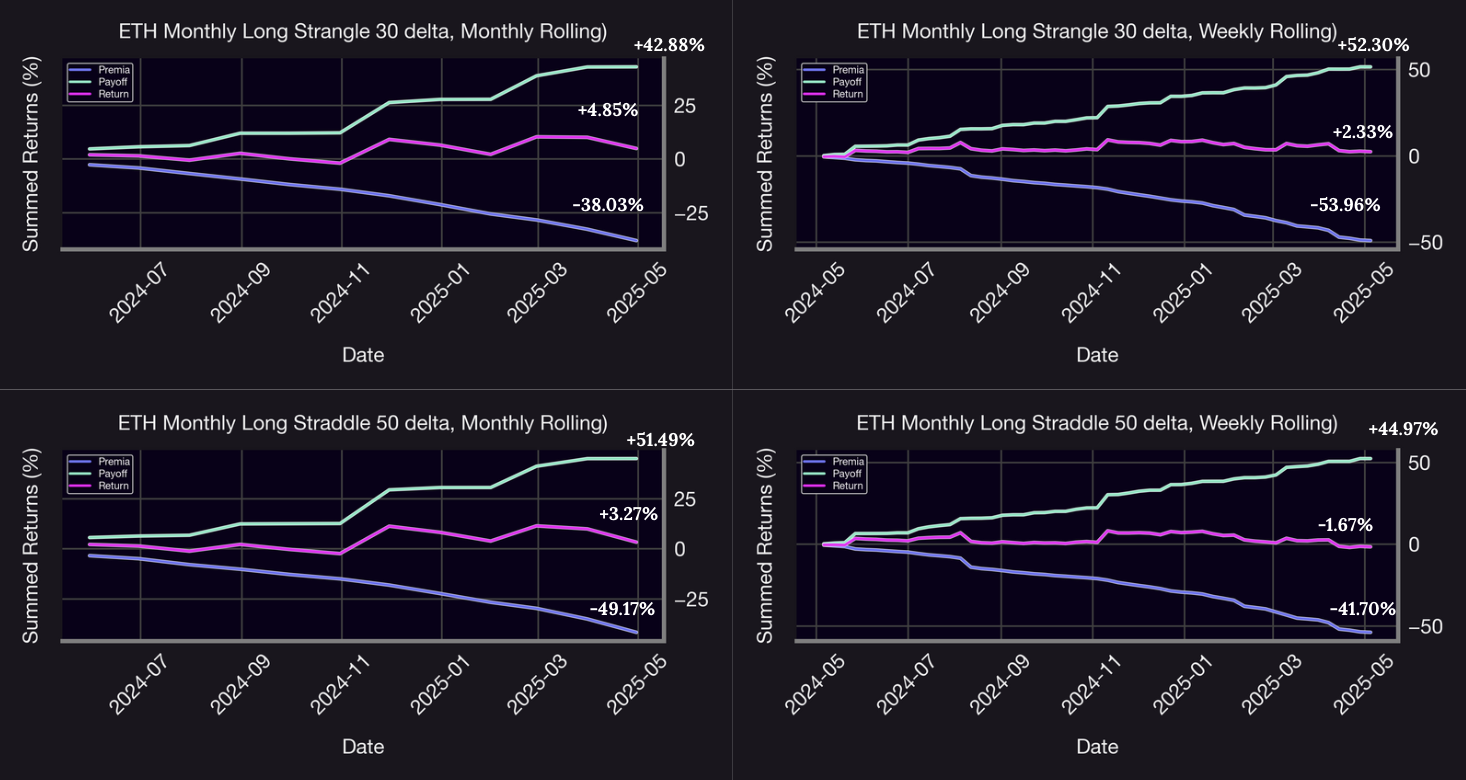 ETH Monthly Long Strangle 30 delta, Monthly Rolling)
+42.88%
Premia
Payoff
Return
+4.85%
-38.03%
Summed Returns (%)
25
0
−25
2024-07
2024-09
2024-11
2025-01
2025-03
2025-05
Date
ETH Monthly Long Strangle 30 delta, Weekly Rolling)
+52.30%
Premia
Payoff
Return
+2.33%
-53.96%
Summed Returns (%)
50
0
−50
2024-05
2024-07
2024-09
2024-11
2025-01
2025-03
2025-05
Date
ETH Monthly Long Straddle 50 delta, Monthly Rolling)
+51.49%
Premia
Payoff
Return
+3.27%
-49.17%
Summed Returns (%)
25
0
−25
2024-07
2024-09
2024-11
2025-01
2025-03
2025-05
Date
ETH Monthly Long Straddle 50 delta, Weekly Rolling)
+44.97%
Premia
Payoff
Return
-1.67%
-41.70%
Summed Returns (%)
50
0
−50
2024-05
2024-07
2024-09
2024-11
2025-01
2025-03
2025-05
Date